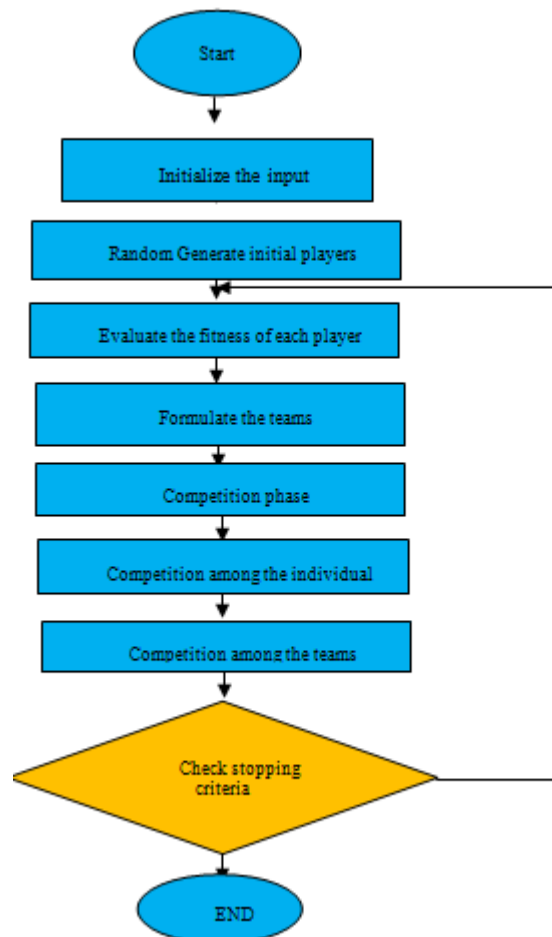 Start
Initialize the input
Random Generate initial players
Evaluate the fitness of each player
Formulate the teams
Competition phase
Competition among the individual
Competition among the teams
Check stopping
criteria
END